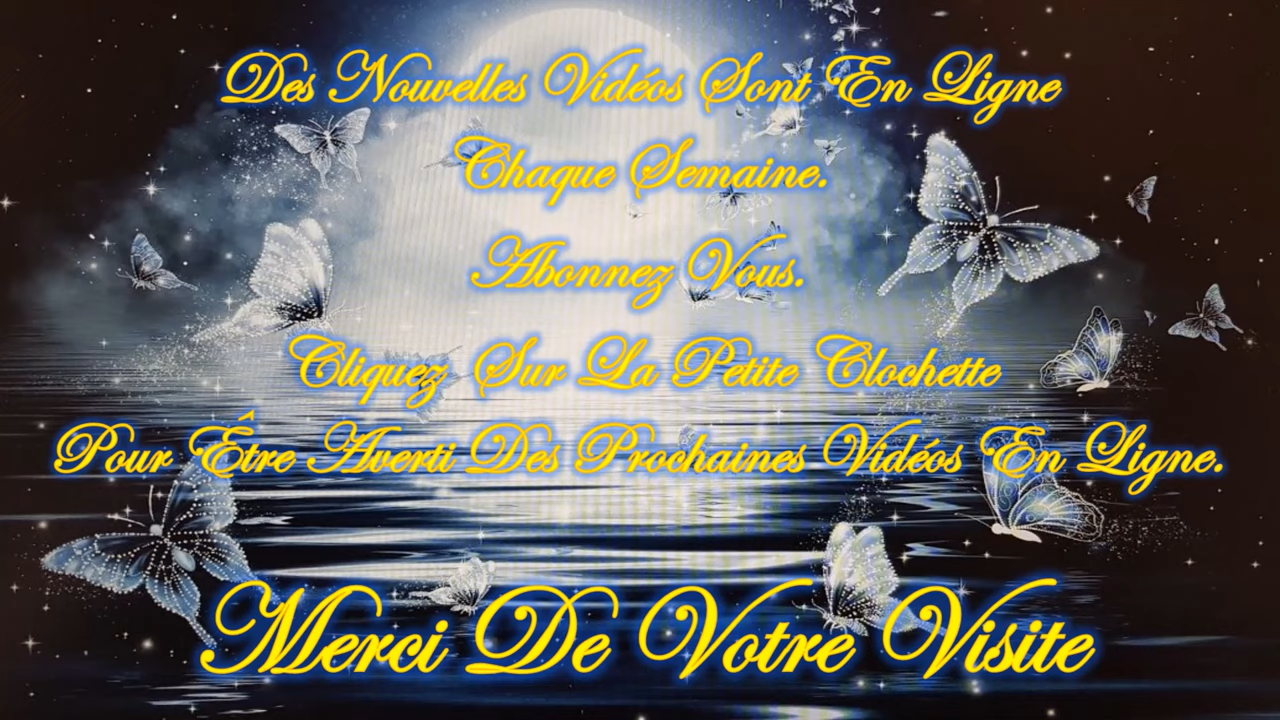 Des Nouvelles Vidéos Sont En Ligne
Chaque Semaine.
Abonnez Vous.
Cliquez Sur La Petite Clochette
Pour Être Averti Des Prochaines Vidéos En Ligne.
Merci De Votre Visite